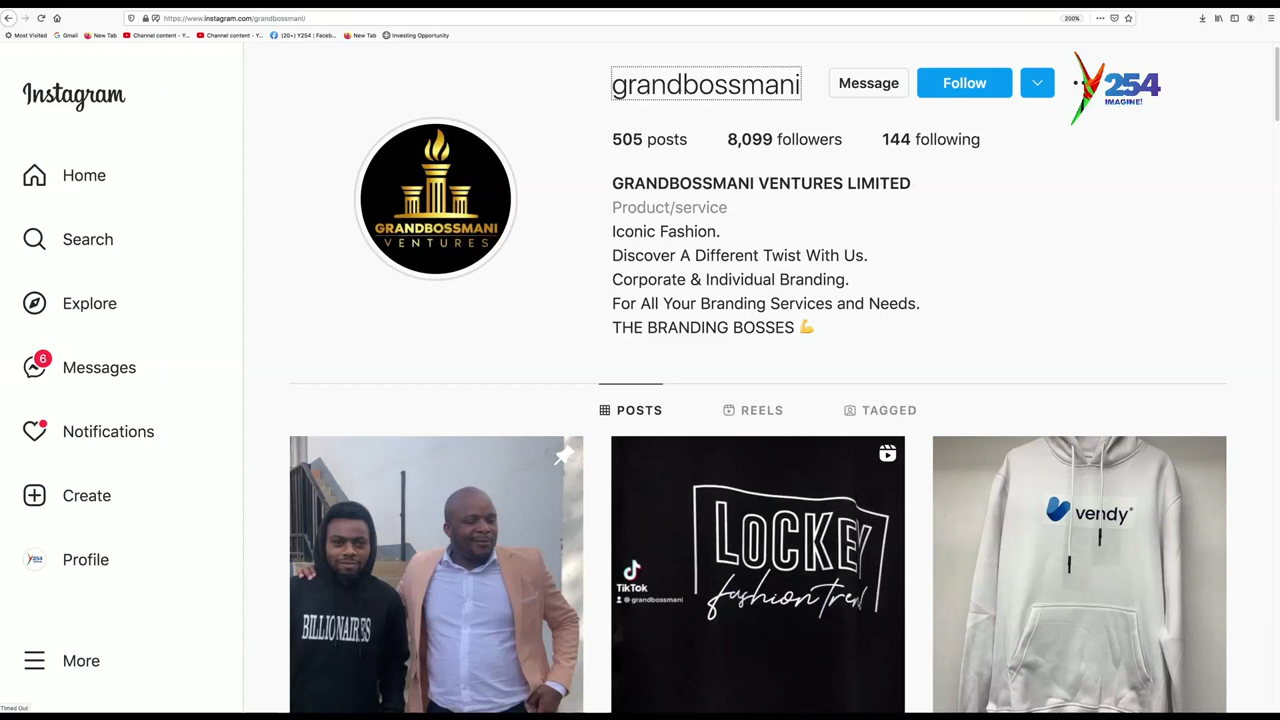 https://www.instagram.com/grandbossmani/
200%
Most Visited
Gmail
New Tab
Channel content - Y...
Channel content - Y...
(20+) Y254 | Faceb...
New Tab
Investing Opportunity
Instagram
Home
Search
Explore
6
Messages
Notifications
Create
Y254
Profile
More
grandbossmani
Message
Follow
Y254
IMAGINE!
505 posts
8,099 followers
144 following
GRANDBOSSMANI
VENTURES
GRANDBOSSMANI VENTURES LIMITED
Product/service
Iconic Fashion.
Discover A Different Twist With Us.
Corporate & Individual Branding.
For All Your Branding Services and Needs.
THE BRANDING BOSSES 💪
POSTS
REELS
TAGGED
BILLIONAIRES
LOCKEY
fashion trend
TikTok
@grandbossmani
vendy
Timed Out